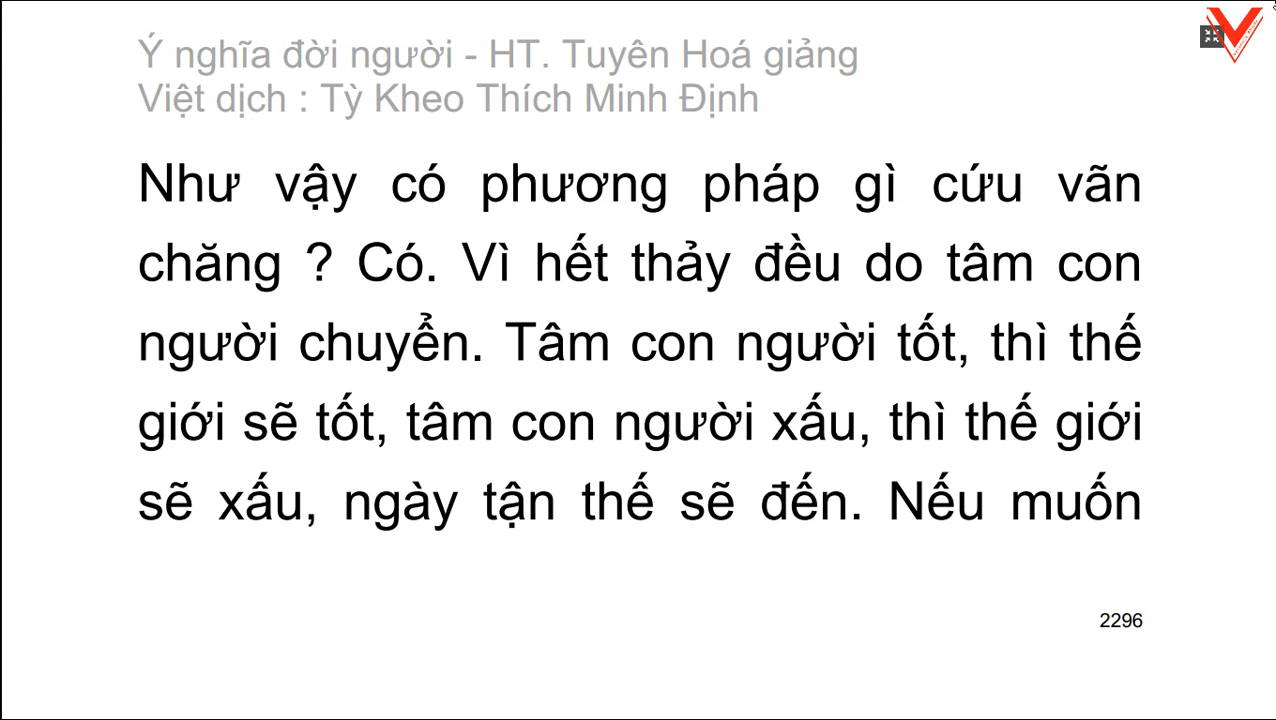 Ý nghĩa đời người - HT. Tuyên Hoá giảng
Việt dịch : Tỳ Kheo Thích Minh Định
Như vậy có phương pháp gì cứu vãn
chăng ? Có. Vì hết thảy đều do tâm con
người chuyển. Tâm con người tốt, thì thế
giới sẽ tốt, tâm con người xấu, thì thế giới
sẽ xấu, ngày tận thế sẽ đến. Nếu muốn
2296